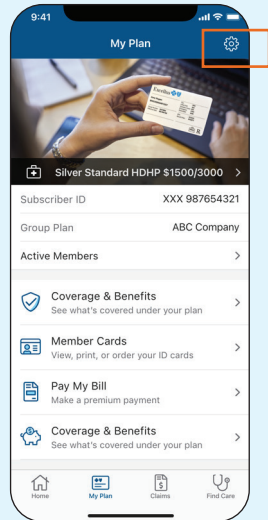 9:41
My Plan
Excellus
Silver Standard HDHP $1500/3000
Subscriber ID XXX 987654321
Group Plan ABC Company
Active Members
Coverage & Benefits
See what's covered under your plan
Member Cards
View, print, or order your ID cards
Pay My Bill
Make a premium payment
Coverage & Benefits
See what's covered under your plan
Home My Plan Claims Find Care